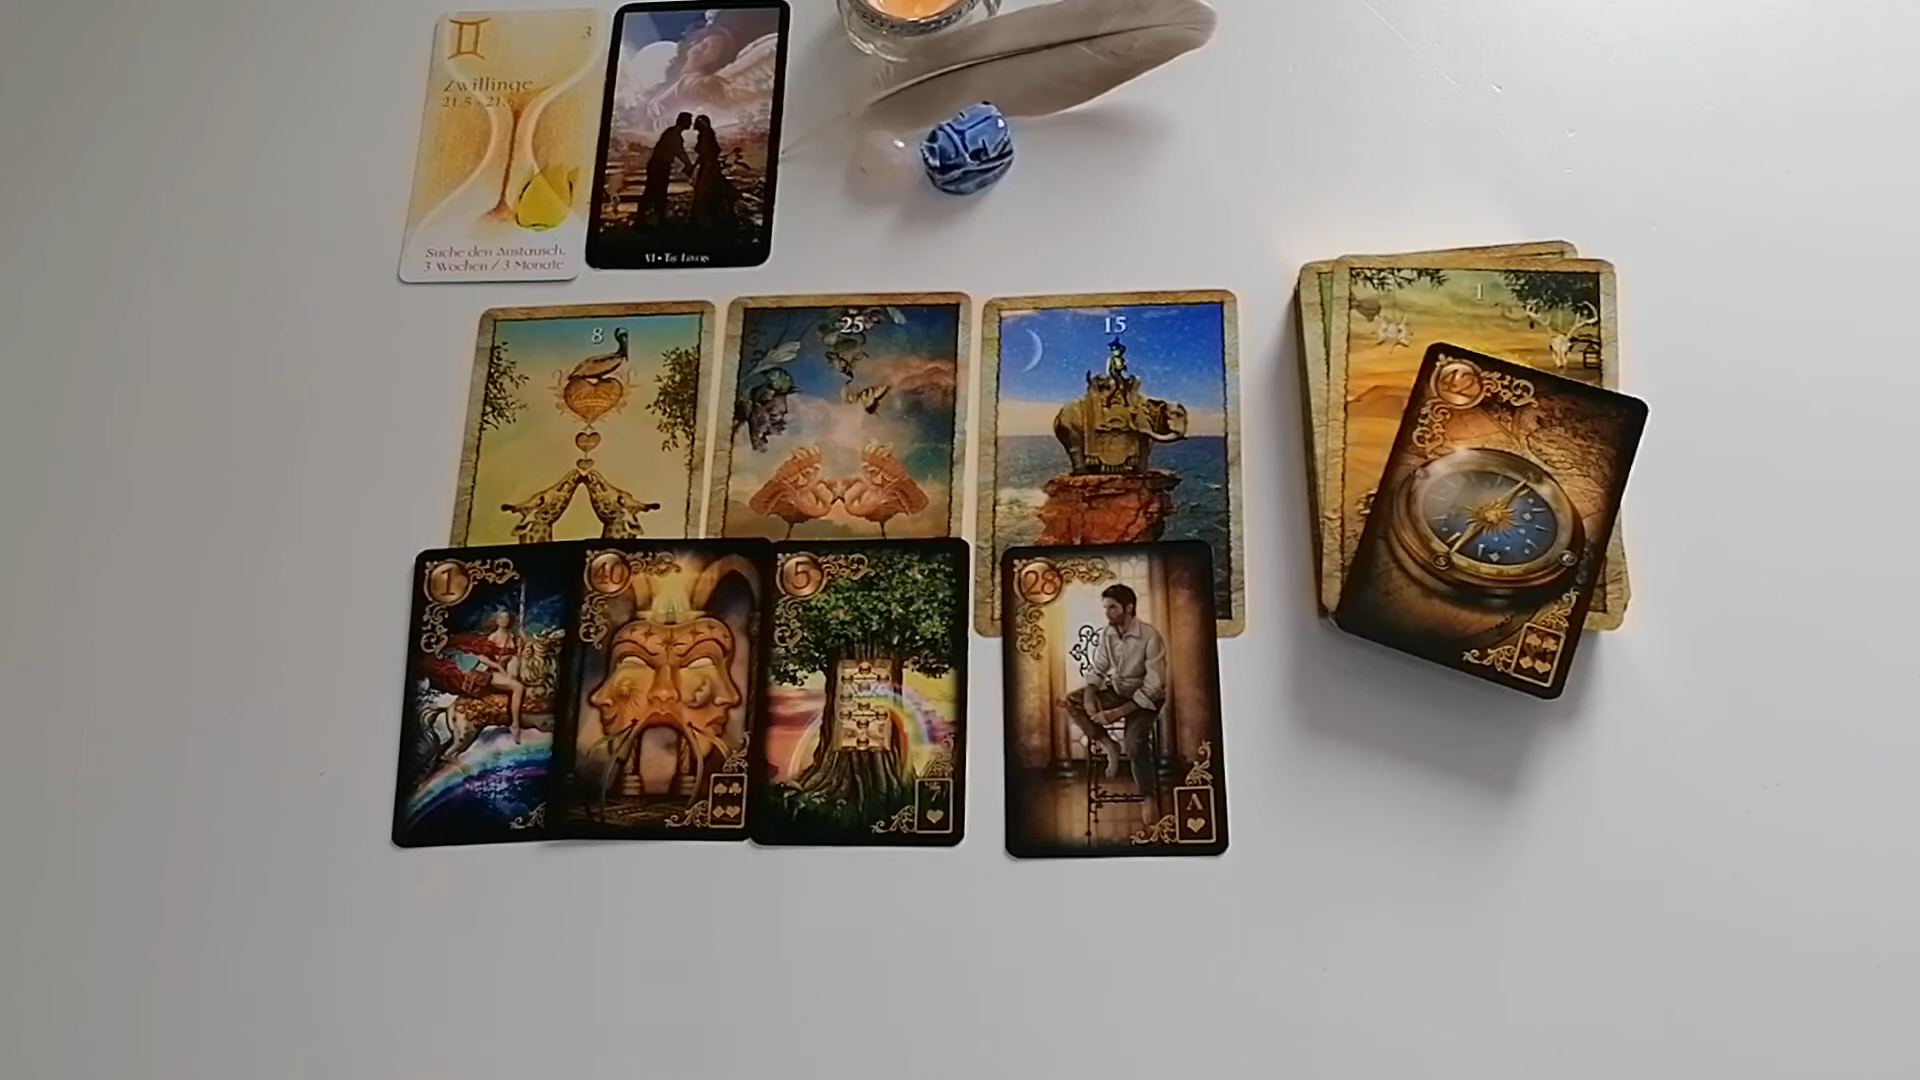 3
Zwillinge
21.5 - 21.6
Suche den Austausch.
3 Wochen / 3 Monate
VI • The Lovers
8
25
15
1
42
1
40
5
7
28
A